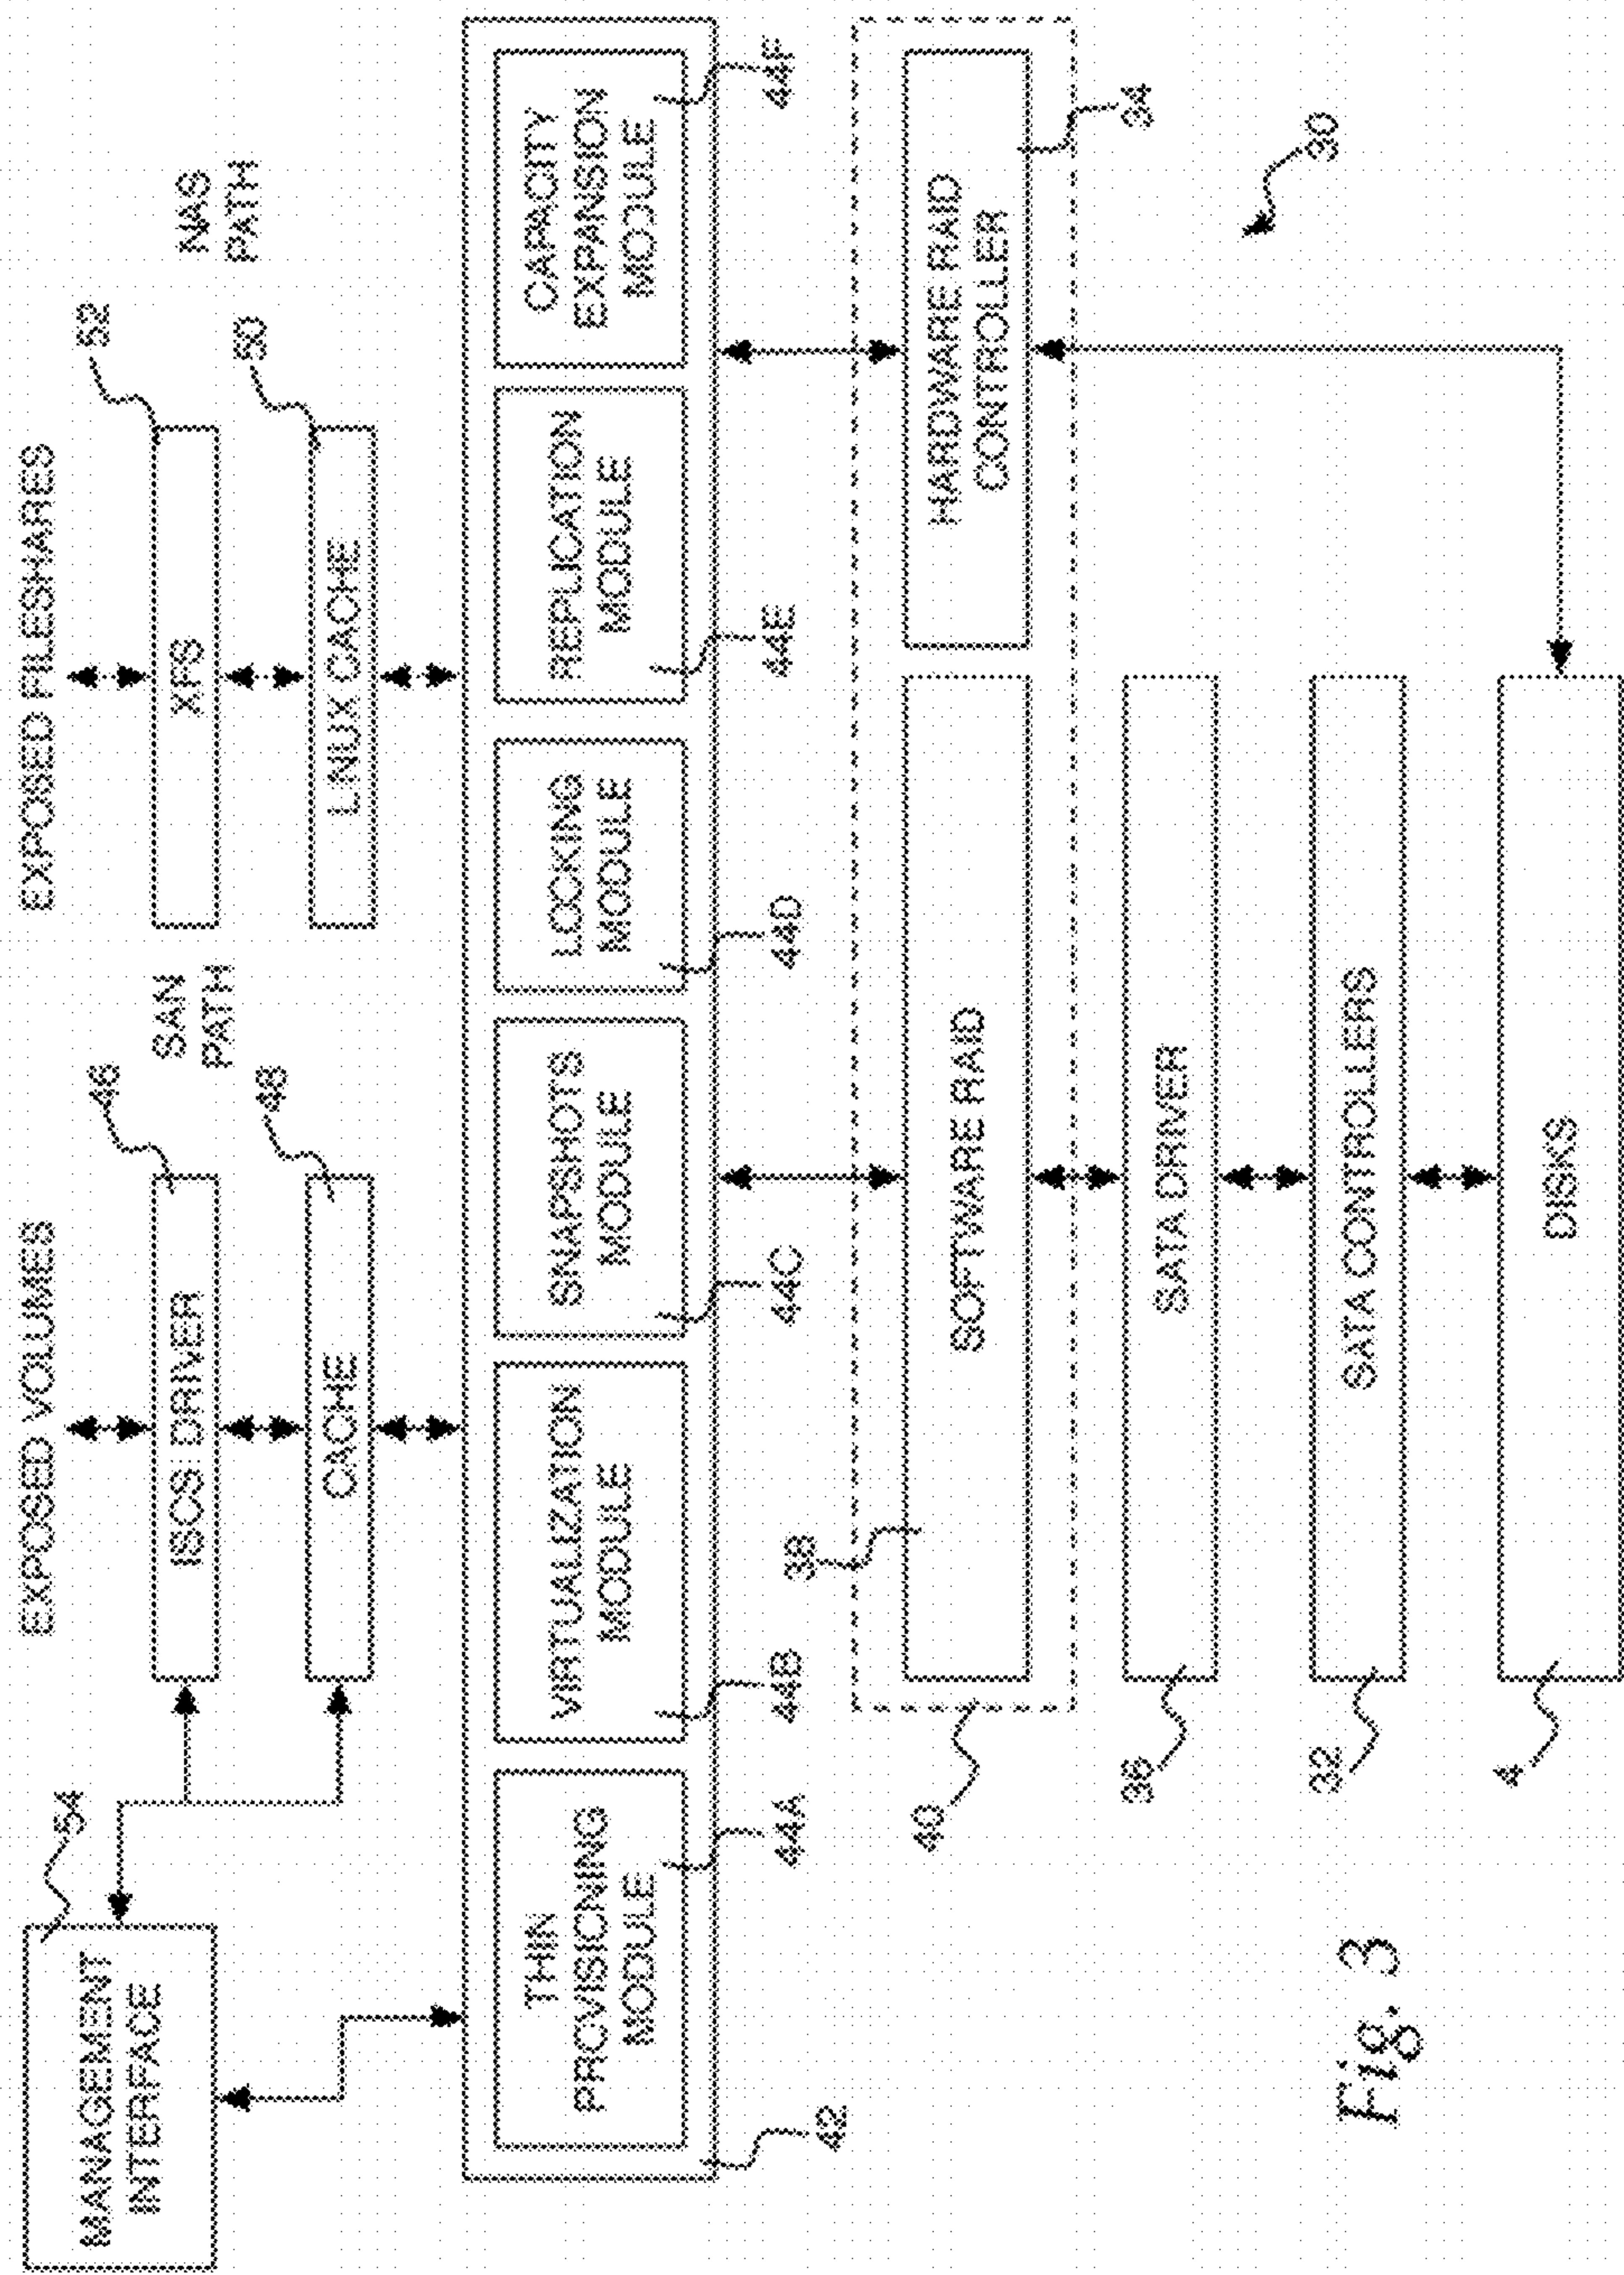 EXPOSED VOLUMES
EXPOSED FILESHARES
54
MANAGEMENT
INTERFACE
46
ISCSI DRIVER
SAN
PATH
48
CACHE
52
XFS
NAS
PATH
50
LINUX CACHE
THIN
PROVISIONING
MODULE
VIRTUALIZATION
MODULE
SNAPSHOTS
MODULE
LOCKING
MODULE
REPLICATION
MODULE
CAPACITY
EXPANSION
MODULE
42
44A
44B
44C
44D
44E
44F
38
40
SOFTWARE RAID
HARDWARE RAID
CONTROLLER
34
36
SATA DRIVER
32
SATA CONTROLLERS
30
4
DISKS
Fig. 3